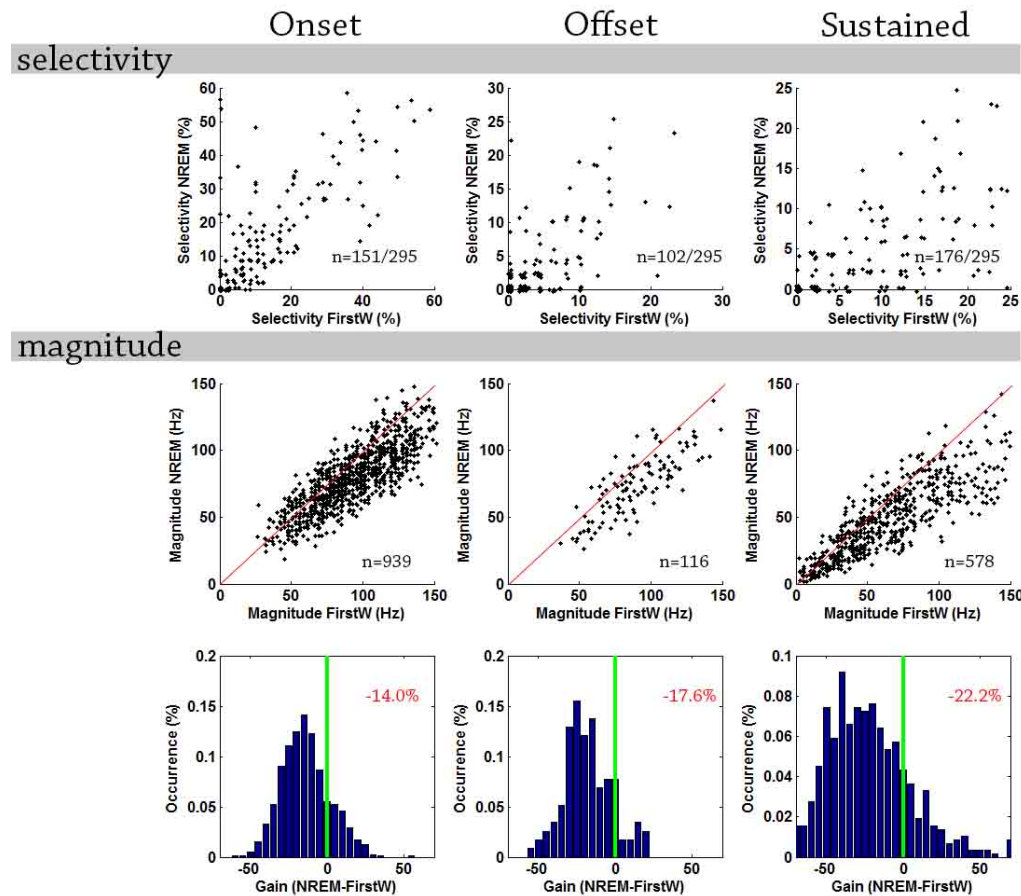 Onset Offset Sustained
selectivity
60
50
40
30
20
10
0
Selectivity NREM (%)
n=151/295
0 20 40 60
Selectivity FirstW (%)
30
25
20
15
10
5
0
Selectivity NREM (%)
n=102/295
0 10 20 30
Selectivity FirstW (%)
25
20
15
10
5
0
Selectivity NREM (%)
n=176/295
0 5 10 15 20 25
Selectivity FirstW (%)
magnitude
150
100
50
0
Magnitude NREM (Hz)
n=939
0 50 100 150
Magnitude FirstW (Hz)
150
100
50
0
Magnitude NREM (Hz)
n=116
0 50 100 150
Magnitude FirstW (Hz)
150
100
50
0
Magnitude NREM (Hz)
n=578
0 50 100 150
Magnitude FirstW (Hz)
0.2
0.15
0.1
0.05
0
Occurrence (%)
-14.0%
-50 0 50
Gain (NREM-FirstW)
0.2
0.15
0.1
0.05
0
Occurrence (%)
-17.6%
-50 0 50
Gain (NREM-FirstW)
0.1
0.08
0.06
0.04
0.02
0
Occurrence (%)
-22.2%
-50 0 50
Gain (NREM-FirstW)